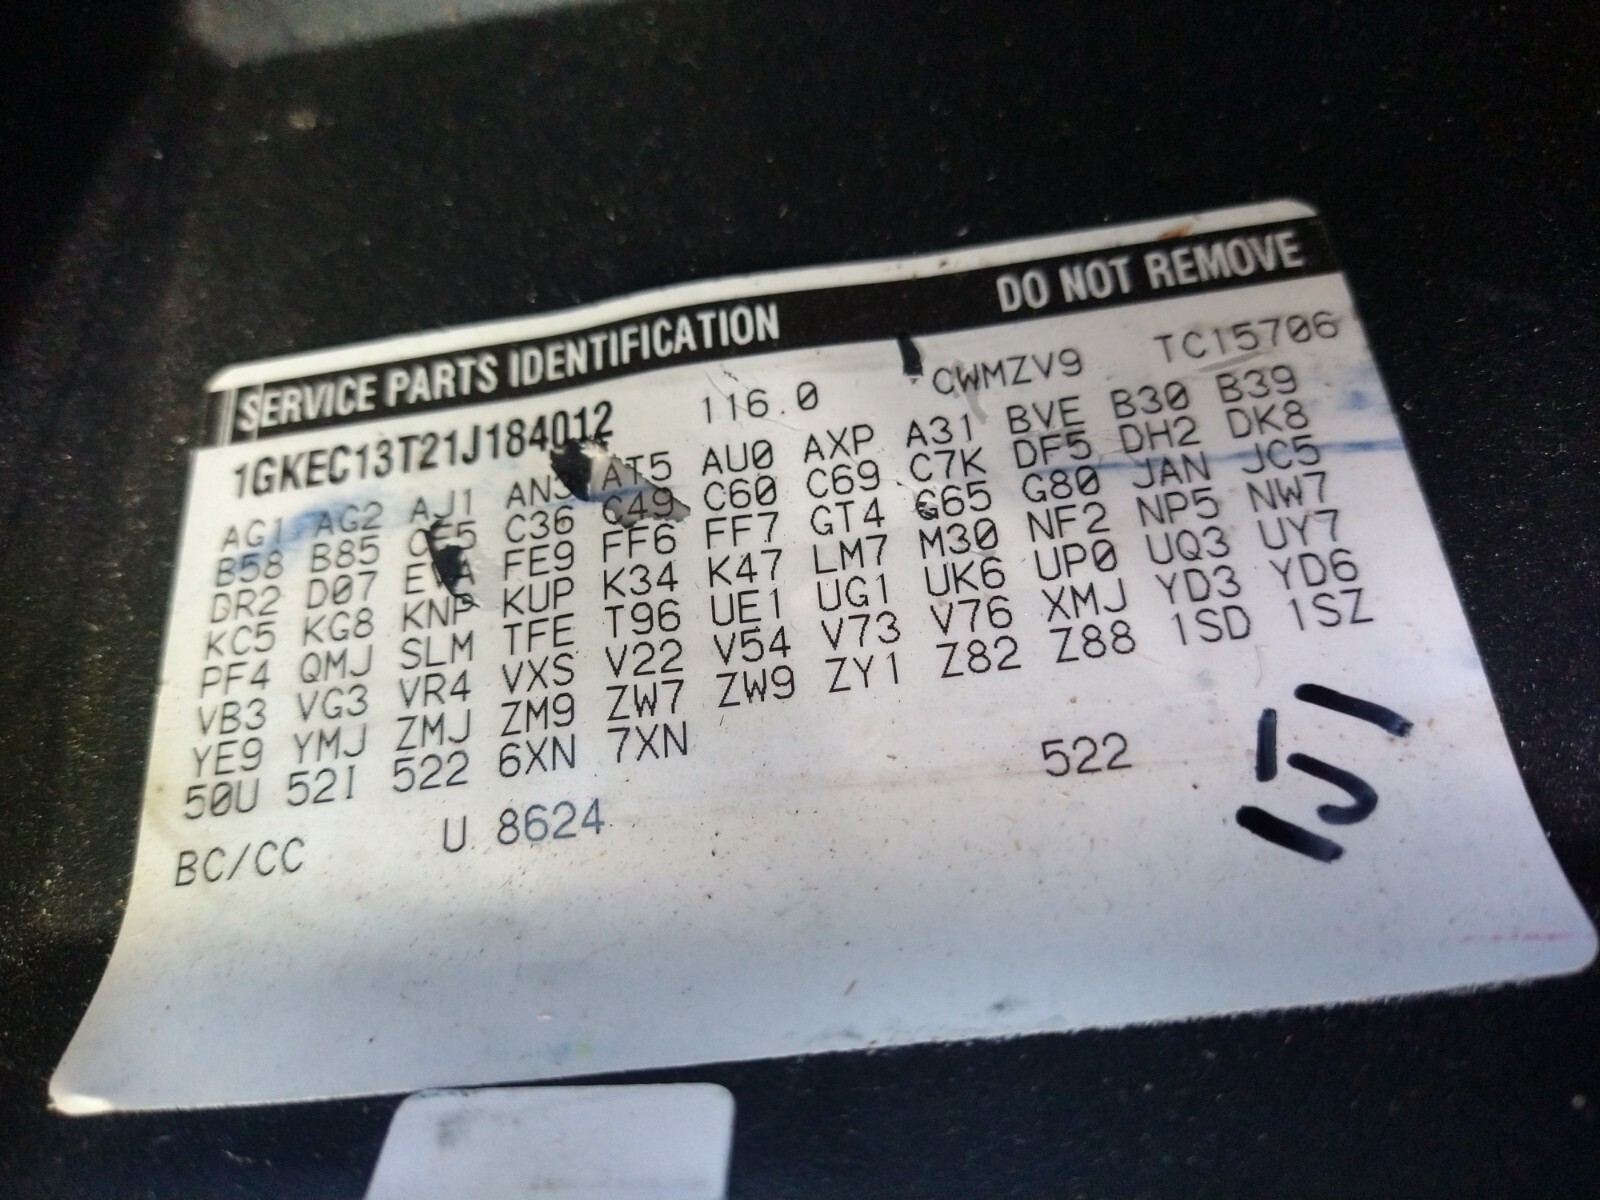 SERVICE PARTS IDENTIFICATION DO NOT REMOVE
1GKEC13T21J184012 116.0 CWMZV9 TC15706
AG1 AG2 AJ1 AN3 AT5 AU0 AXP A31 BVE B30 B39
B58 B85 CE5 C36 C49 C60 C69 C7K DF5 DH2 DK8
DR2 D07 EVA FE9 FF6 FF7 GT4 G65 G80 JAN JC5
KC5 KG8 KNP KUP K34 K47 LM7 M30 NF2 NP5 NW7
PF4 QMJ SLM TFE T96 UE1 UG1 UK6 UP0 UQ3 UY7
VB3 VG3 VR4 VXS V22 V54 V73 V76 XMJ YD3 YD6
YE9 YMJ ZMJ ZM9 ZW7 ZW9 ZY1 Z82 Z88 1SD 1SZ
50U 52I 522 6XN 7XN
BC/CC U 8624 522